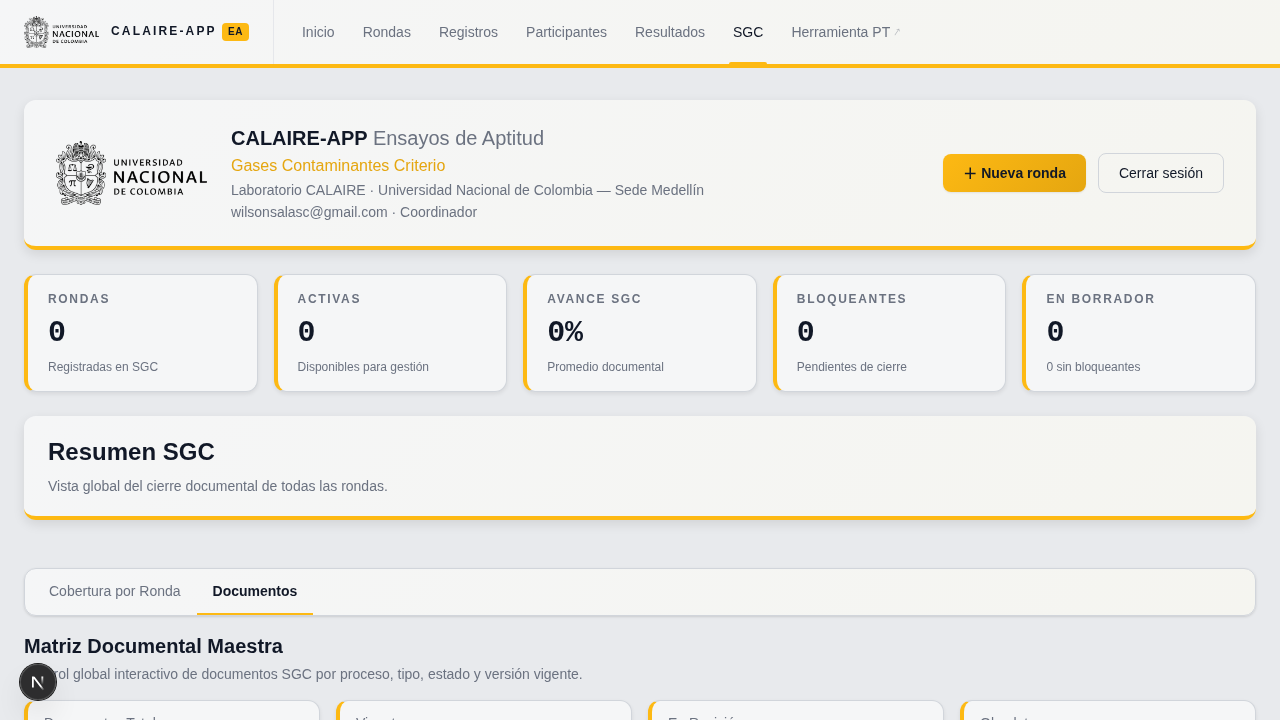 UNIVERSIDAD
NACIONAL
DE COLOMBIA
CALAIRE-APP EA
Inicio Rondas Registros Participantes Resultados SGC Herramienta PT ↗
UNIVERSIDAD
NACIONAL
DE COLOMBIA
CALAIRE-APP Ensayos de Aptitud
Gases Contaminantes Criterio
Laboratorio CALAIRE · Universidad Nacional de Colombia — Sede Medellín
wilsonsalasc@gmail.com · Coordinador
+ Nueva ronda
Cerrar sesión
RONDAS
0
Registradas en SGC
ACTIVAS
0
Disponibles para gestión
AVANCE SGC
0%
Promedio documental
BLOQUEANTES
0
Pendientes de cierre
EN BORRADOR
0
0 sin bloqueantes
Resumen SGC
Vista global del cierre documental de todas las rondas.
Cobertura por Ronda Documentos
Matriz Documental Maestra
global interactivo de documentos SGC por proceso, tipo, estado y versión vigente.
N